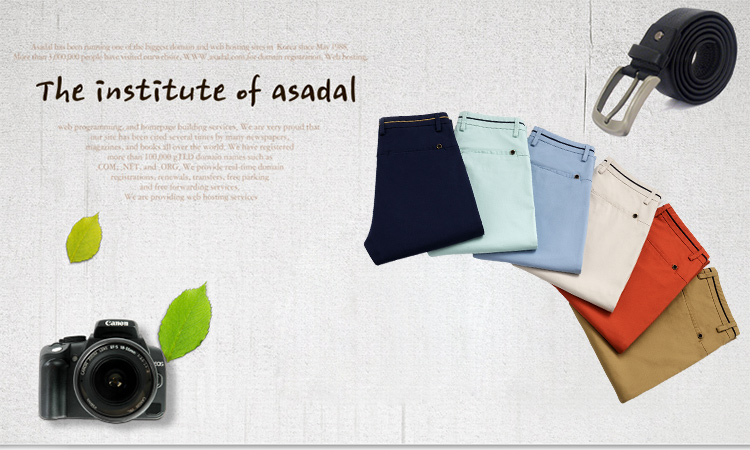 Asadal has been running one of the biggest domain and web hosting sites in Korea since May 1998.
More than 3,000,000 people have visited our website, WWW.asadal.com for domain registration, Web hosting,
The institute of asadal
web programming, and homepage building services. We are very proud that
our site has been cited several times by many newspapers,
magazines, and books all over the world. We have registered
more than 100,000 gTLD domain names such as
COM, .NET, and .ORG. We provide real-time domain
registrations, renewals, transfers, free parking
and free forwarding services,
We are providing web hosting services
Canon
EOS